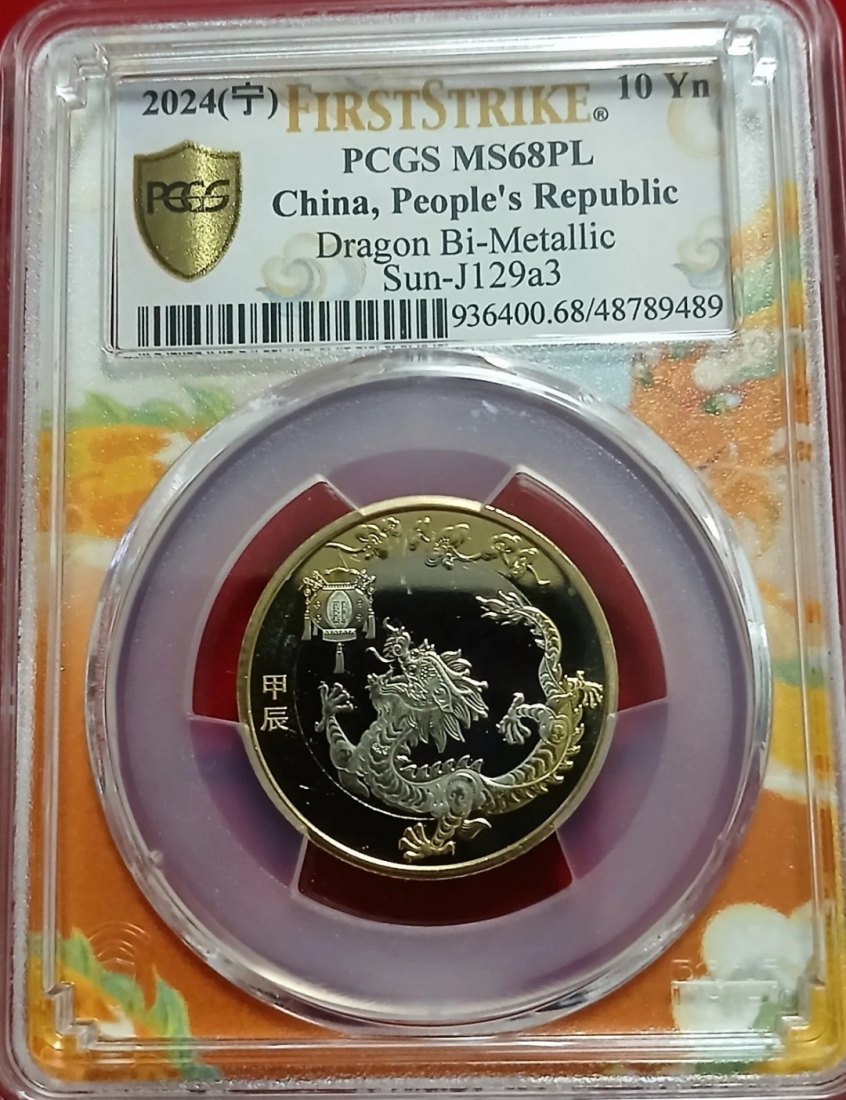 2024(宁) FIRSTSTRIKE® 10 Yn
PCGS MS68PL
PCGS
China, People's Republic
Dragon Bi-Metallic
Sun-J129a3
936400.68/48789489
甲
辰